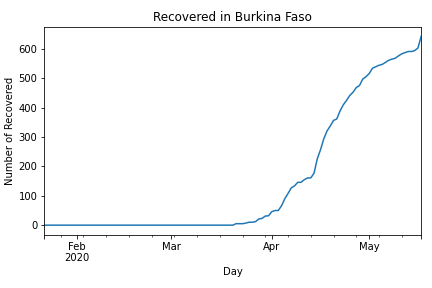 Recovered in Burkina Faso
Number of Recovered
600
500
400
300
200
100
0
Feb
2020
Mar
Apr
May
Day